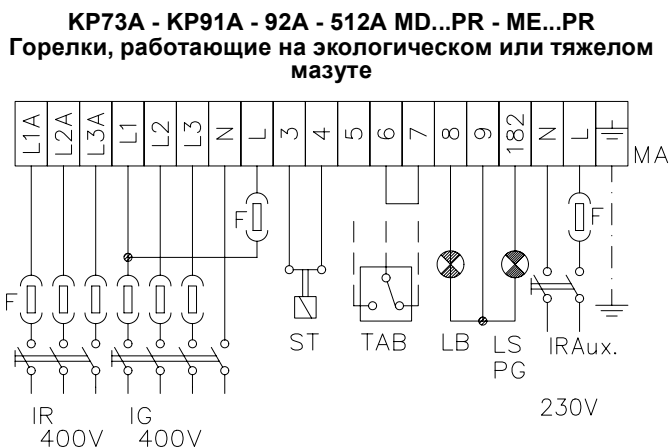 KP73A - KP91A - 92A - 512A MD...PR - ME...PR
Горелки, работающие на экологическом или тяжелом
мазуте
L1A L2A L3A L1 L2 L3 N L 3 4 5 6 7 8 9 182 N L
MA
F F
F
ST TAB LB LS IRAux.
PG
230V
IR IG
400V 400V